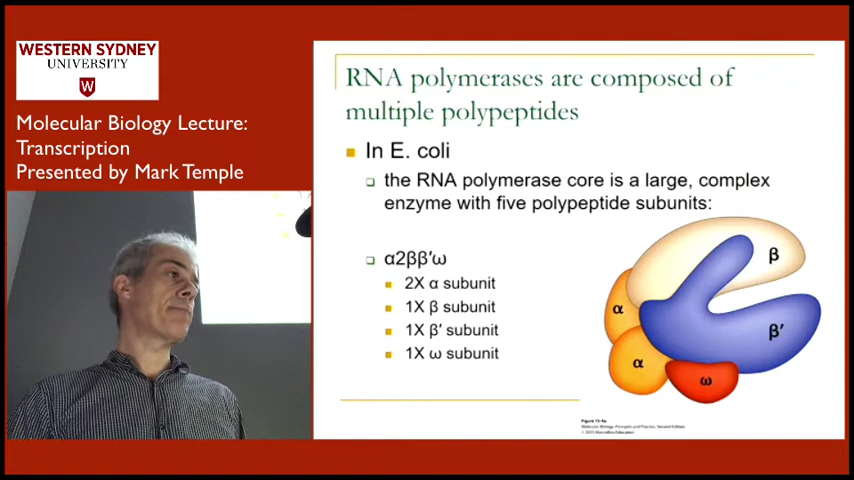 WESTERN SYDNEY
UNIVERSITY
W
Molecular Biology Lecture:
Transcription
Presented by Mark Temple
RNA polymerases are composed of
multiple polypeptides
In E. coli
the RNA polymerase core is a large, complex
enzyme with five polypeptide subunits:
α2ββ′ω
2X α subunit
1X β subunit
1X β′ subunit
1X ω subunit
β
α
β′
α
ω